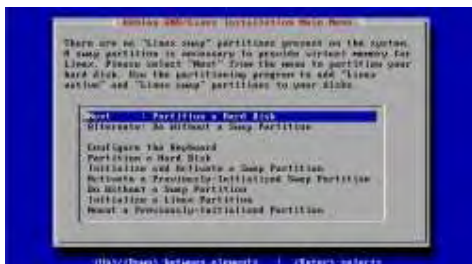 Debian GNU/Linux Installation Main Menu
There are no "Linux swap" partitions present on the system.
A swap partition is necessary to provide virtual memory for
Linux. Please select "Next" from the menu to partition your
hard disk. Use the partitioning program to add "Linux
native" and "Linux swap" partitions to your disks.
Next : Partition a Hard Disk
Alternate: Do Without a Swap Partition
Configure the Keyboard
Partition a Hard Disk
Initialize and Activate a Swap Partition
Activate a Previously-Initialized Swap Partition
Do Without a Swap Partition
Initialize a Linux Partition
Mount a Previously-Initialized Partition
<Up>/<Down> between elements | <Enter> selects